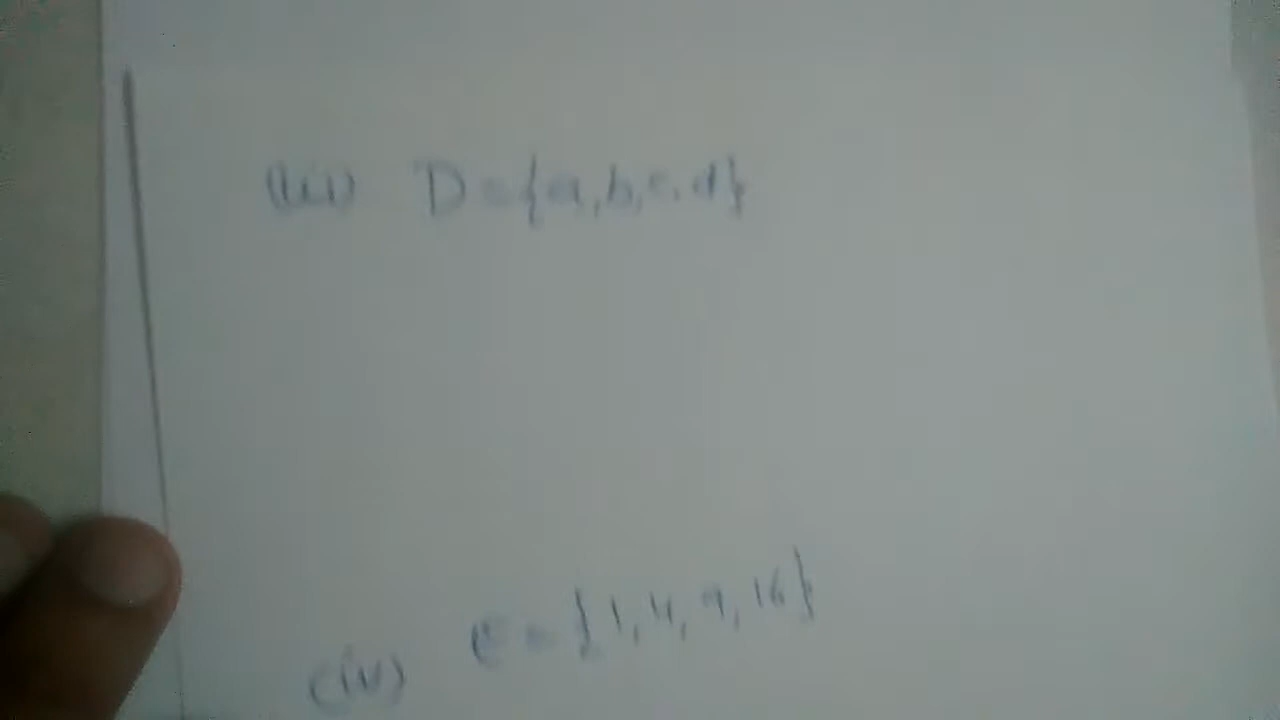 (iii) D = {a, b, c, d}
(iv) E = {1, 4, 9, 16}